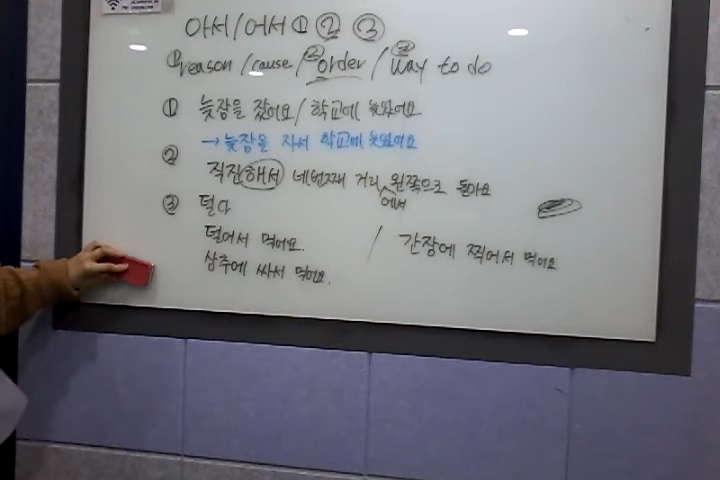 아서/어서 ① ② ③
①reason /cause /②order / ③way to do
① 늦잠을 잤어요 / 학교에 늦었어요
→ 늦잠을 자서 학교에 늦었어요
② 직진해서 네번째 거리에서 왼쪽으로 돌아요
③ 덜다
덜어서 먹어요. / 간장에 찍어서 먹어요
상추에 싸서 먹어요.